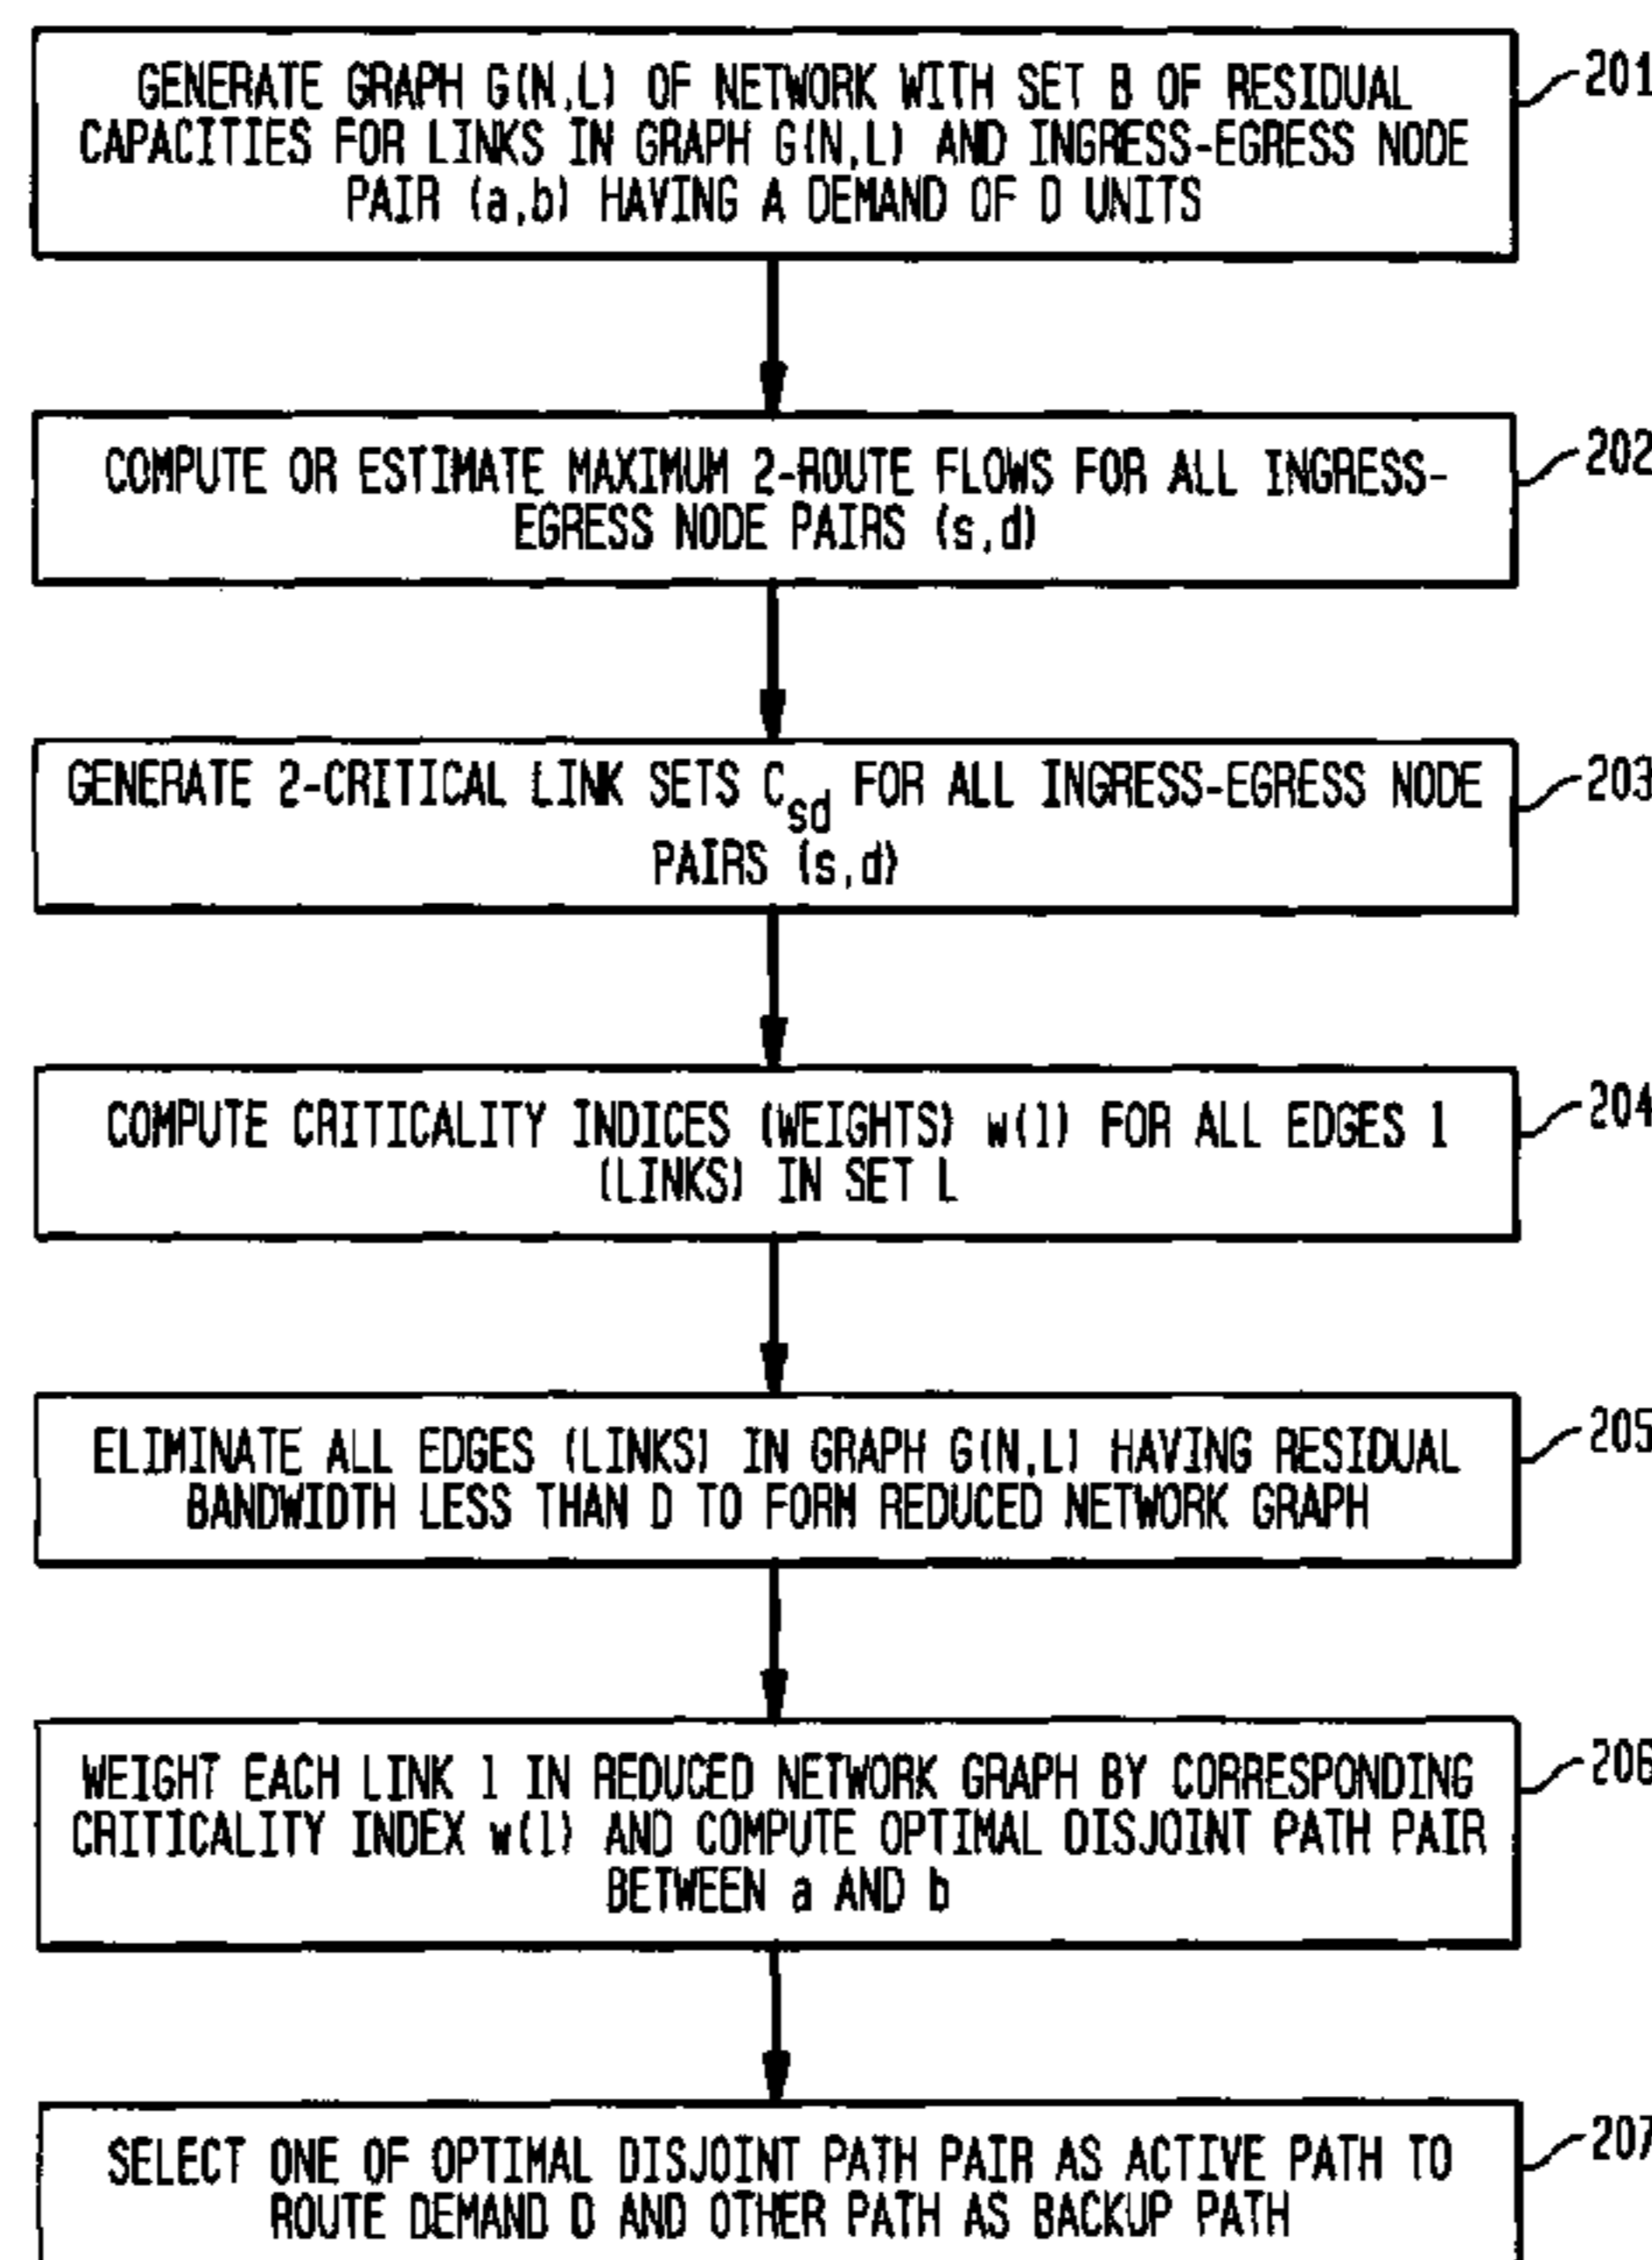 GENERATE GRAPH G(N,L) OF NETWORK WITH SET B OF RESIDUAL
CAPACITIES FOR LINKS IN GRAPH G(N,L) AND INGRESS-EGRESS NODE
PAIR (a,b) HAVING A DEMAND OF D UNITS
201
COMPUTE OR ESTIMATE MAXIMUM 2-ROUTE FLOWS FOR ALL INGRESS-
EGRESS NODE PAIRS (s,d)
202
GENERATE 2-CRITICAL LINK SETS Csd FOR ALL INGRESS-EGRESS NODE
PAIRS (s,d)
203
COMPUTE CRITICALITY INDICES (WEIGHTS) w(l) FOR ALL EDGES l
(LINKS) IN SET L
204
ELIMINATE ALL EDGES (LINKS) IN GRAPH G(N,L) HAVING RESIDUAL
BANDWIDTH LESS THAN D TO FORM REDUCED NETWORK GRAPH
205
WEIGHT EACH LINK l IN REDUCED NETWORK GRAPH BY CORRESPONDING
CRITICALITY INDEX w(l) AND COMPUTE OPTIMAL DISJOINT PATH PAIR
BETWEEN a AND b
206
SELECT ONE OF OPTIMAL DISJOINT PATH PAIR AS ACTIVE PATH TO
ROUTE DEMAND D AND OTHER PATH AS BACKUP PATH
207